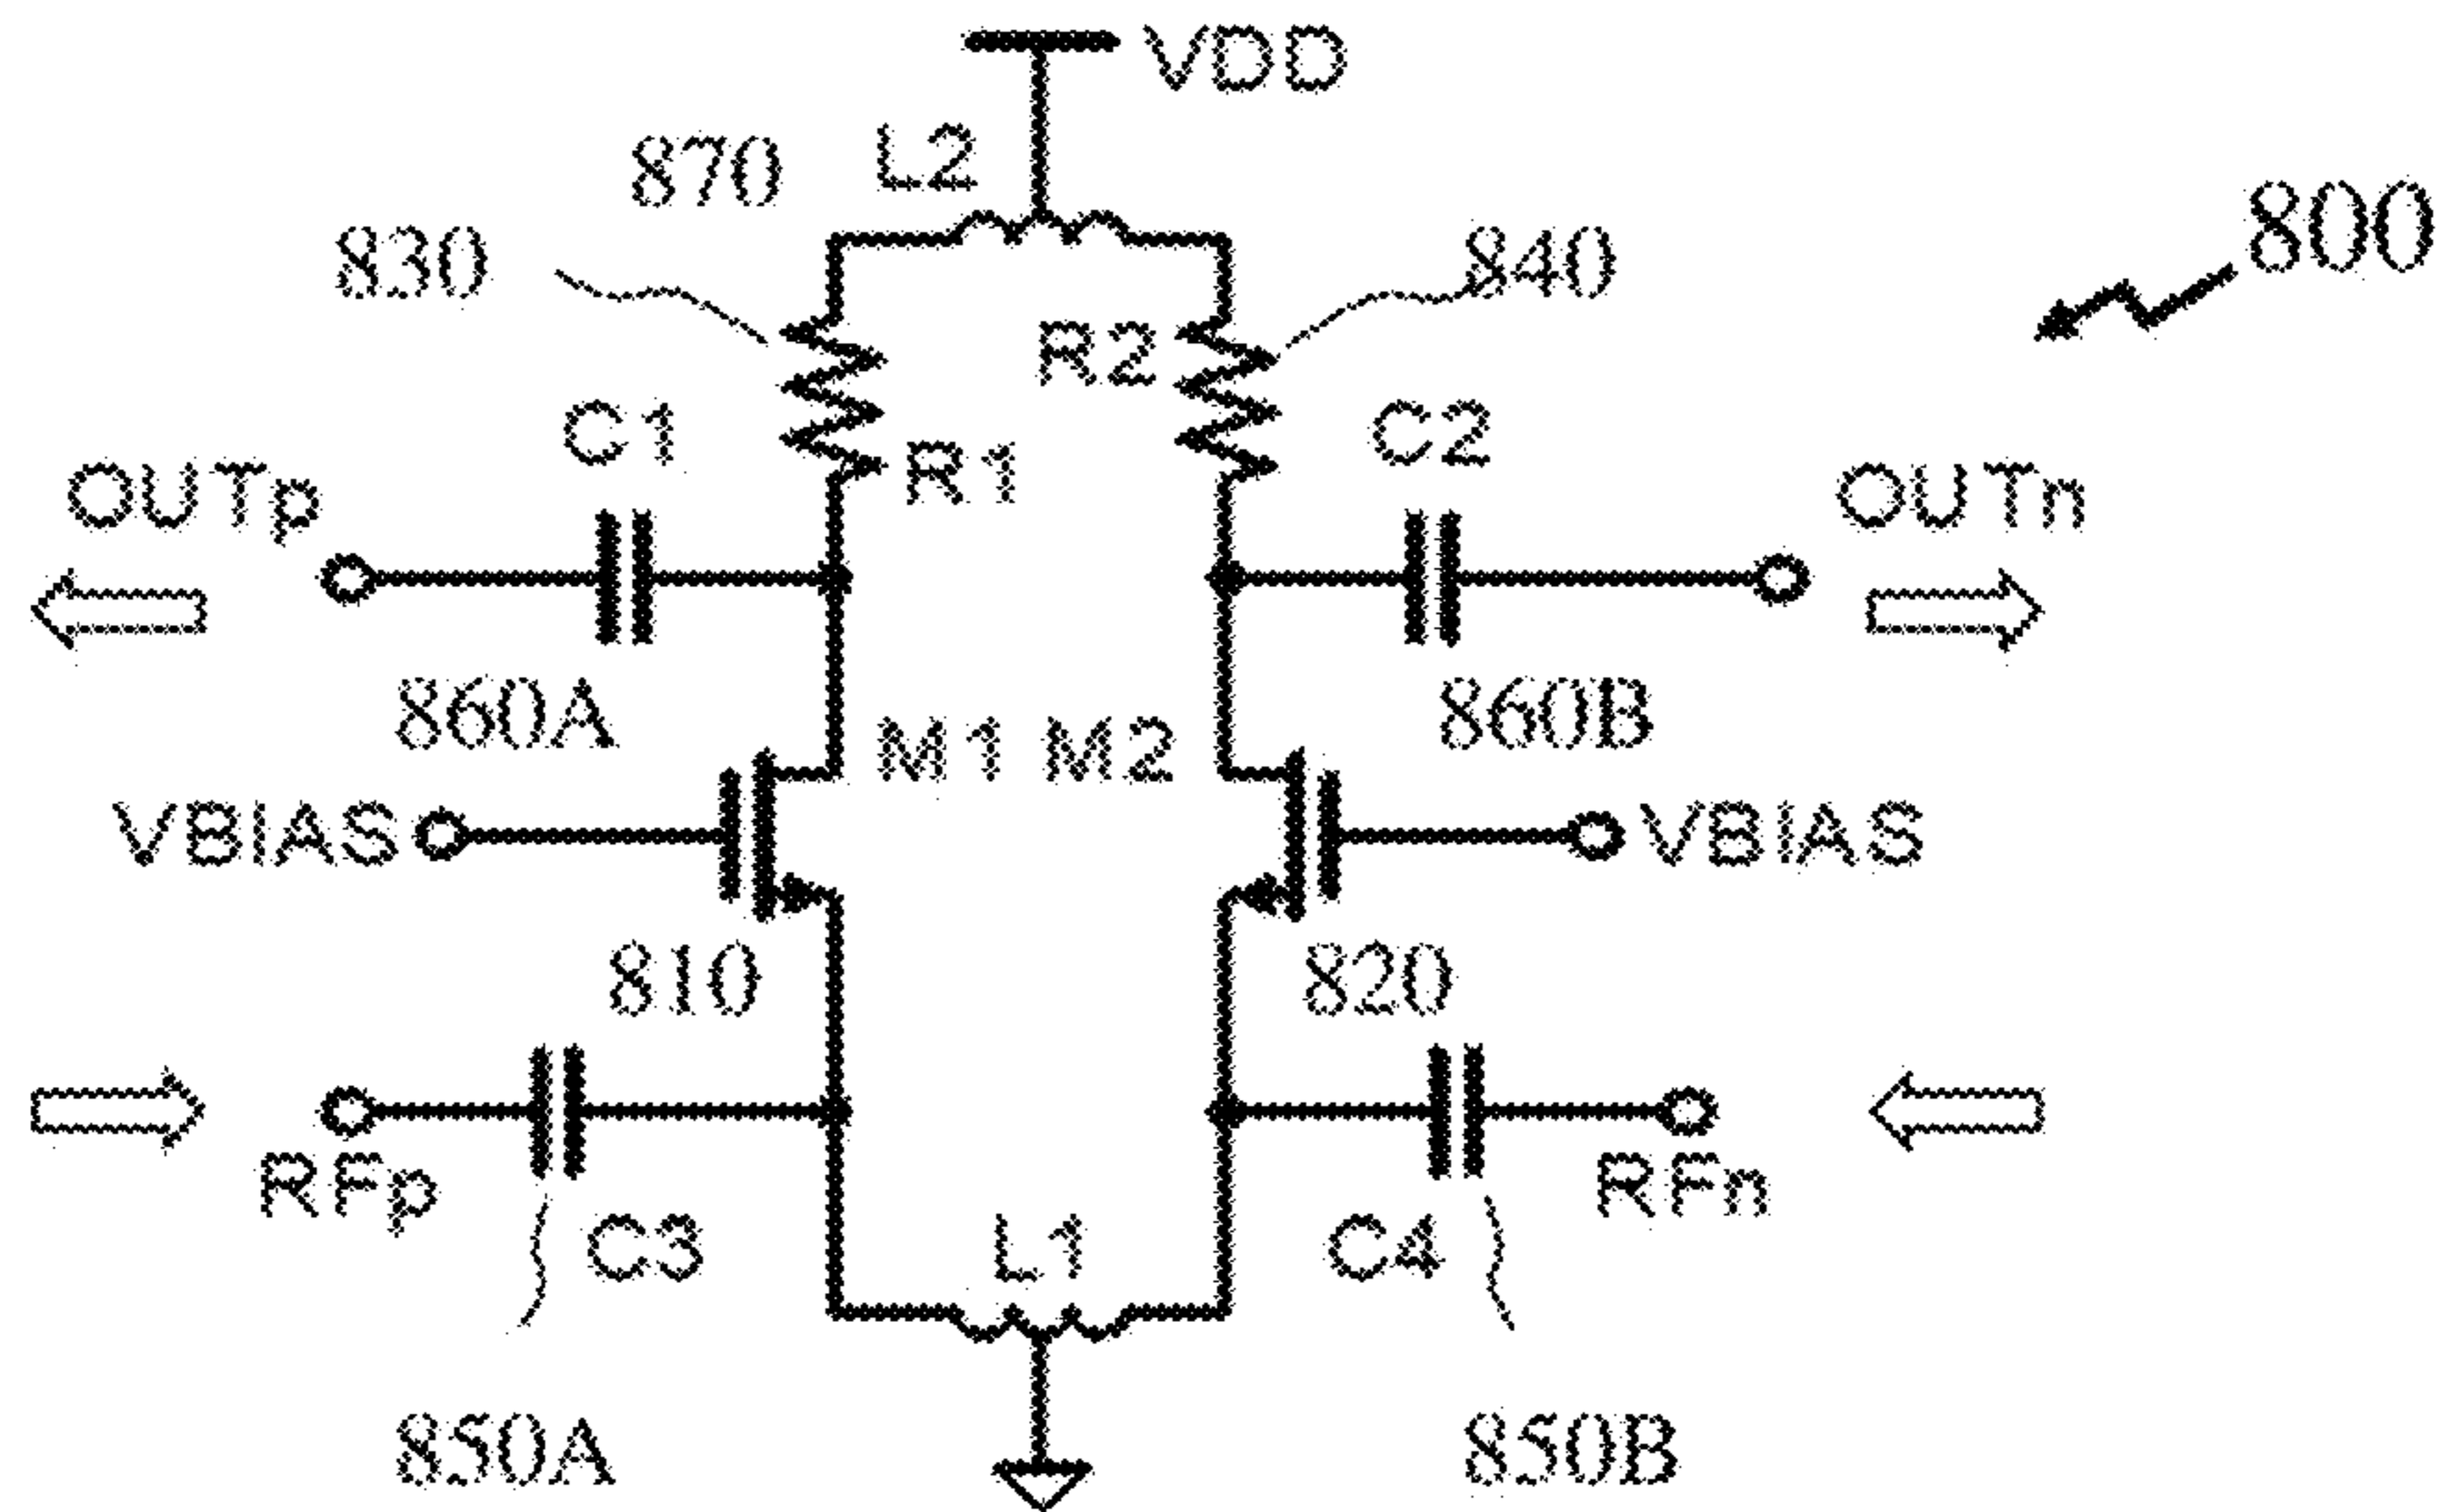 VDD
L2
870
830
840
800
R2
C1
C2
R1
OUTp
OUTn
860A
860B
M1 M2
VBIAS
VBIAS
810
820
RFp
RFn
C3
L1
C4
850A
850B